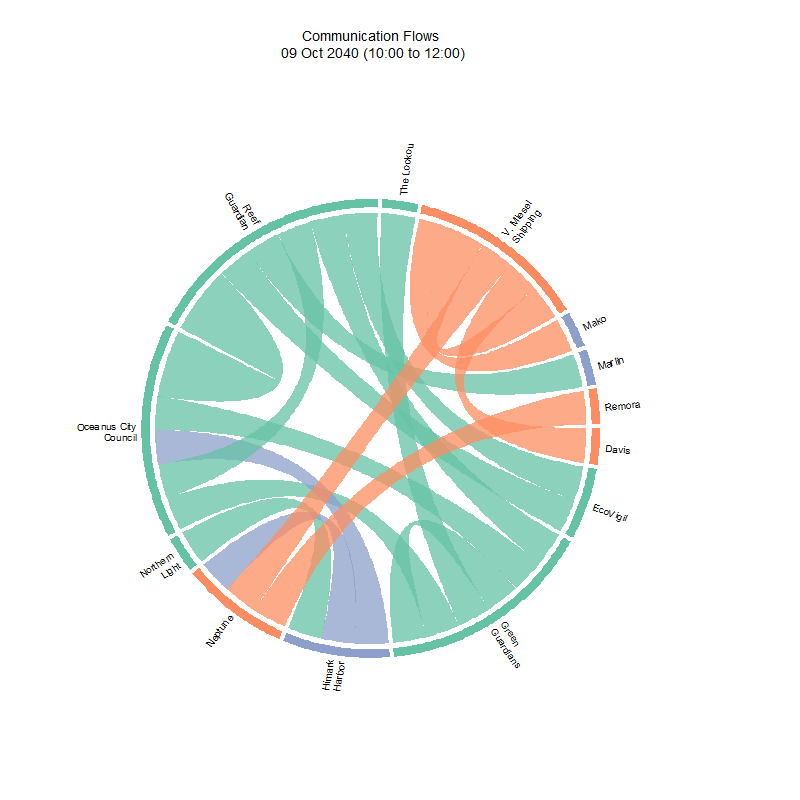 Communication Flows
09 Oct 2040 (10:00 to 12:00)
The Lookou
Reef
Guardian
V. Miesel
Shipping
Mako
Marlin
Remora
Davis
EcoVigil
Green
Guardians
Himark
Harbor
Neptune
Northern
Light
Oceanus City
Council